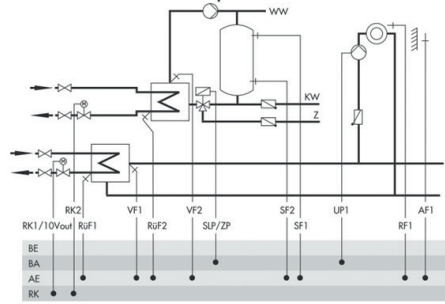 WW
M
KW
Z
M
RK2 VF1 VF2 SF2 UP1 AF1
RK1/10Vout RüF1 RüF2 SLP/ZP SF1 RF1
BE
BA
AE
RK